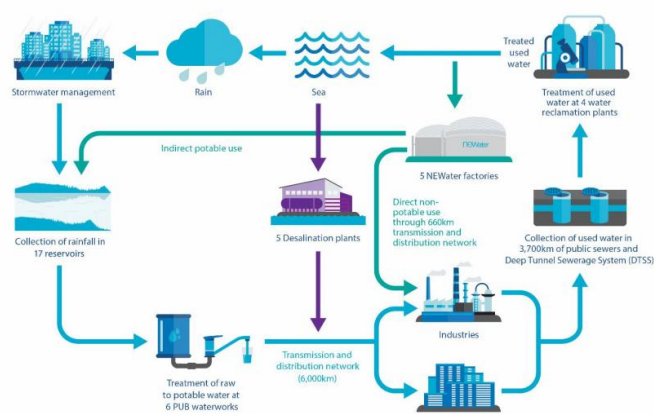 Treated
used
water
Stormwater management
Rain
Sea
Treatment of used
water at 4 water
reclamation plants
Indirect potable use
NEWater
5 NEWater factories
Direct non-
potable use
through 660km
transmission and
distribution network
Collection of rainfall in
17 reservoirs
5 Desalination plants
Collection of used water in
3,700km of public sewers and
Deep Tunnel Sewerage System (DTSS)
Industries
Treatment of raw
to potable water at
6 PUB waterworks
Transmission and
distribution network
(6,000km)